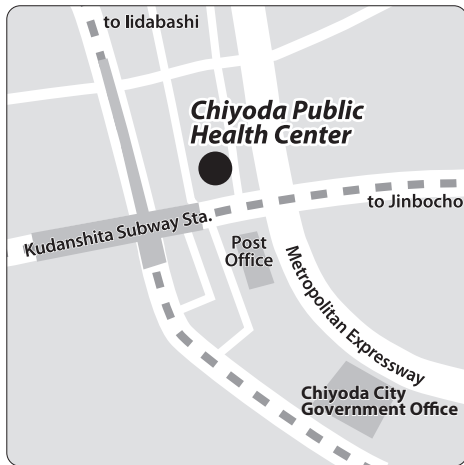 to Iidabashi
Chiyoda Public
Health Center
to Jinbocho
Kudanshita Subway Sta.
Post
Office
Metropolitan Expressway
Chiyoda City
Government Office